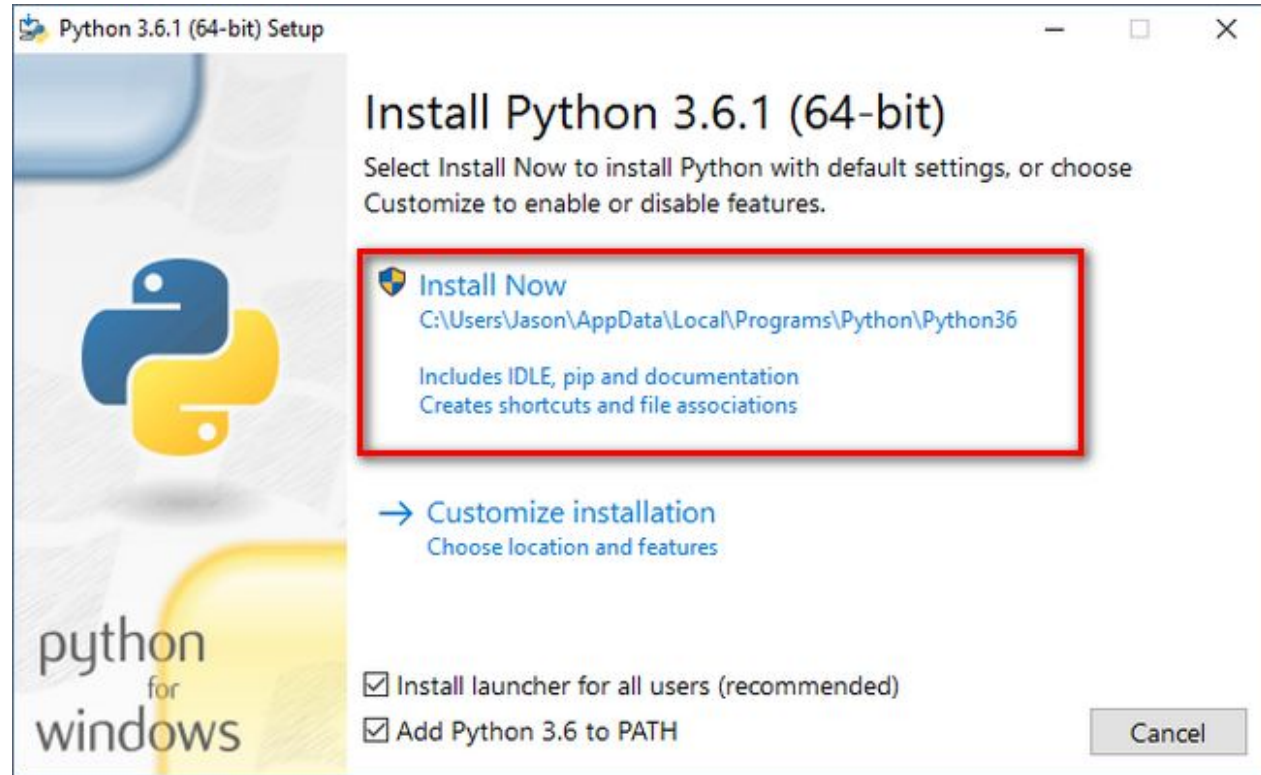 Python 3.6.1 (64-bit) Setup
Install Python 3.6.1 (64-bit)
Select Install Now to install Python with default settings, or choose
Customize to enable or disable features.
Install Now
C:\Users\Jason\AppData\Local\Programs\Python\Python36
Includes IDLE, pip and documentation
Creates shortcuts and file associations
Customize installation
Choose location and features
python
for
windows
Install launcher for all users (recommended)
Add Python 3.6 to PATH
Cancel